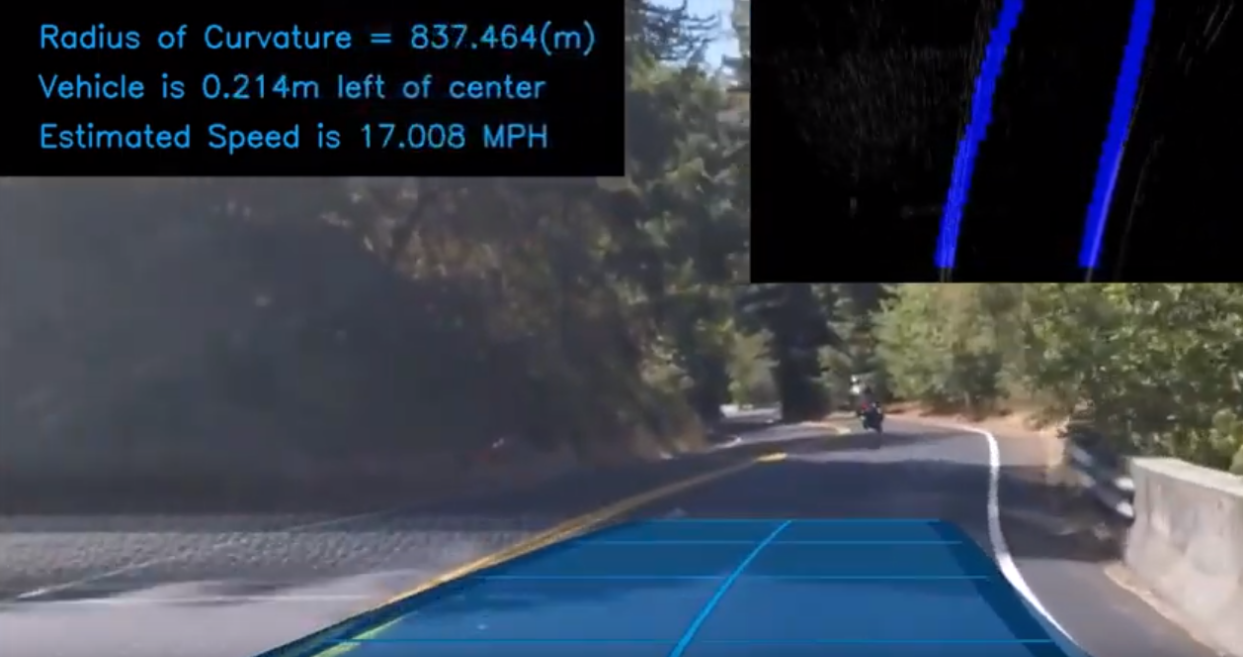 Radius of Curvature = 837.464(m)
Vehicle is 0.214m left of center
Estimated Speed is 17.008 MPH